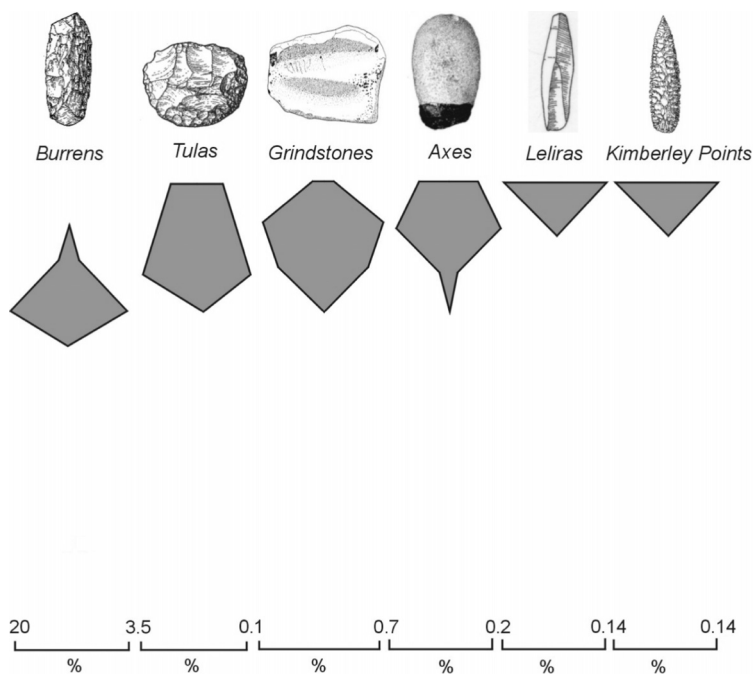 Burrens Tulas Grindstones Axes Leliras Kimberley Points
20 3.5 0.1 0.7 0.2 0.14 0.14
% % % % % %